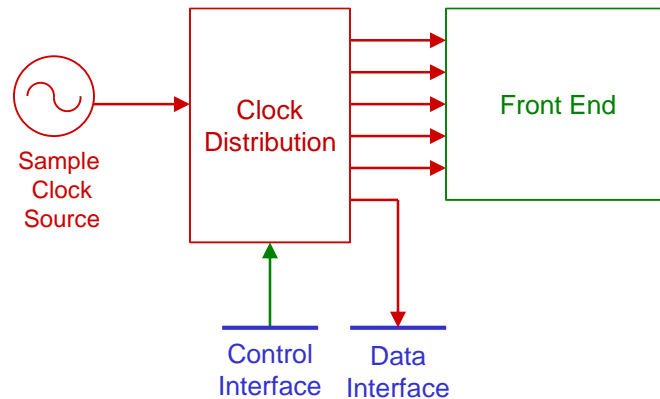 Sample
Clock
Source
Clock
Distribution
Front End
Control
Interface
Data
Interface